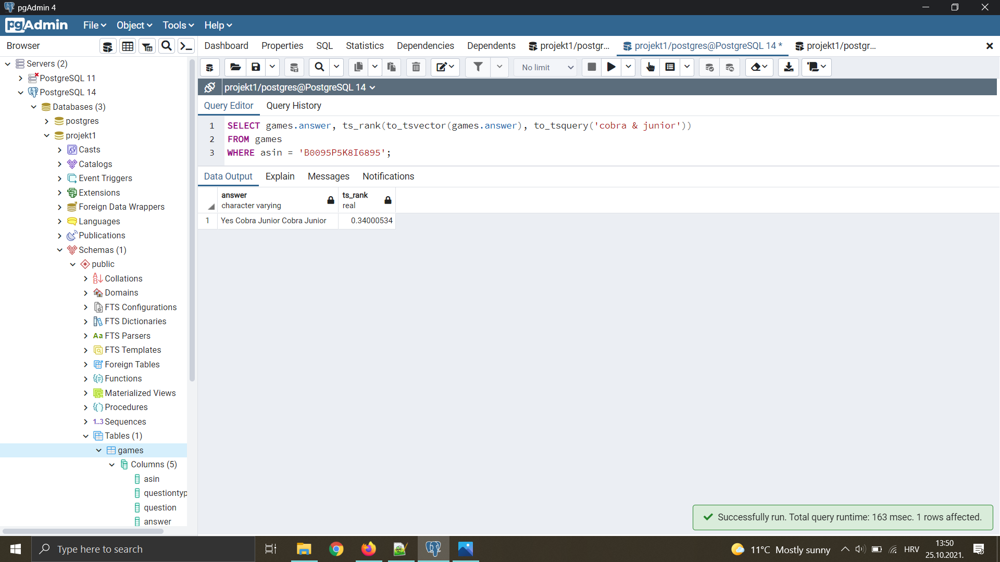 pgAdmin 4
pgAdmin File Object Tools Help
Browser
Dashboard Properties SQL Statistics Dependencies Dependents projekt1/postgr... projekt1/postgres@PostgreSQL 14 * projekt1/postgr...
No limit
projekt1/postgres@PostgreSQL 14
Query Editor Query History
1 SELECT games.answer, ts_rank(to_tsvector(games.answer), to_tsquery('cobra & junior'))
2 FROM games
3 WHERE asin = 'B0095P5K8I6895';
Data Output Explain Messages Notifications
answer ts_rank
character varying real
1 Yes Cobra Junior Cobra Junior 0.34000534
Servers (2)
PostgreSQL 11
PostgreSQL 14
Databases (3)
postgres
projekt1
Casts
Catalogs
Event Triggers
Extensions
Foreign Data Wrappers
Languages
Publications
Schemas (1)
public
Collations
Domains
FTS Configurations
FTS Dictionaries
Aa FTS Parsers
FTS Templates
Foreign Tables
Functions
Materialized Views
Procedures
1..3 Sequences
Tables (1)
games
Columns (5)
asin
questiontyp
question
answer
Successfully run. Total query runtime: 163 msec. 1 rows affected.
Type here to search
11°C Mostly sunny
HRV
13:50
25.10.2021.